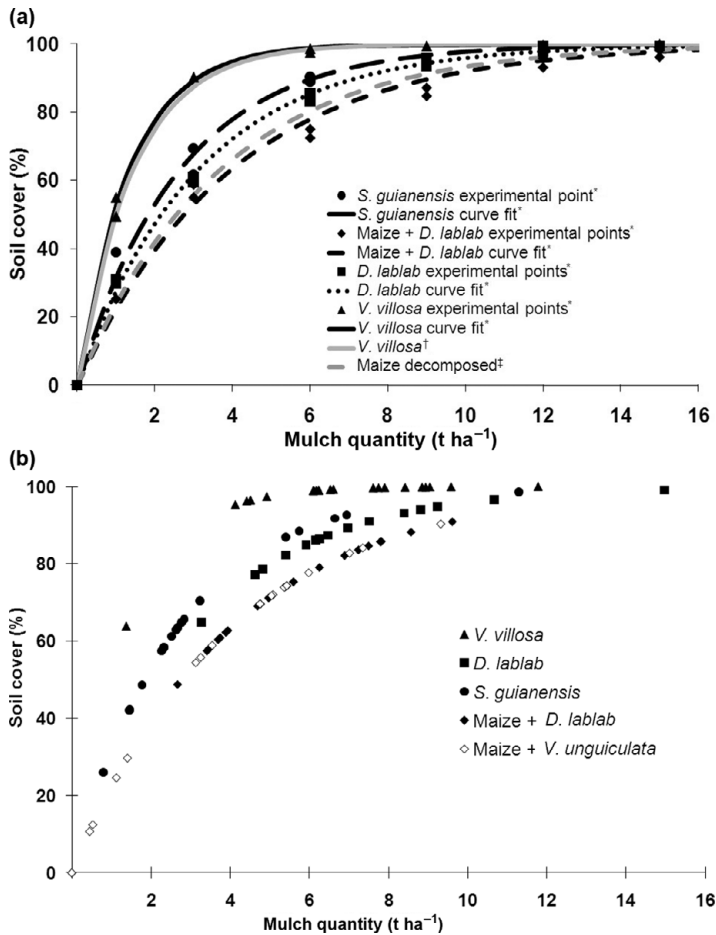 (a)
100
80
60
40
20
0
Soil cover (%)
S. guianensis experimental point*
S. guianensis curve fit*
Maize + D. lablab experimental points*
Maize + D. lablab curve fit*
D. lablab experimental points*
D. lablab curve fit*
V. villosa experimental points*
V. villosa curve fit*
V. villosa†
Maize decomposed‡
2 4 6 8 10 12 14 16
Mulch quantity (t ha⁻¹)
(b)
100
80
60
40
20
0
Soil cover (%)
V. villosa
D. lablab
S. guianensis
Maize + D. lablab
Maize + V. unguiculata
2 4 6 8 10 12 14 16
Mulch quantity (t ha⁻¹)